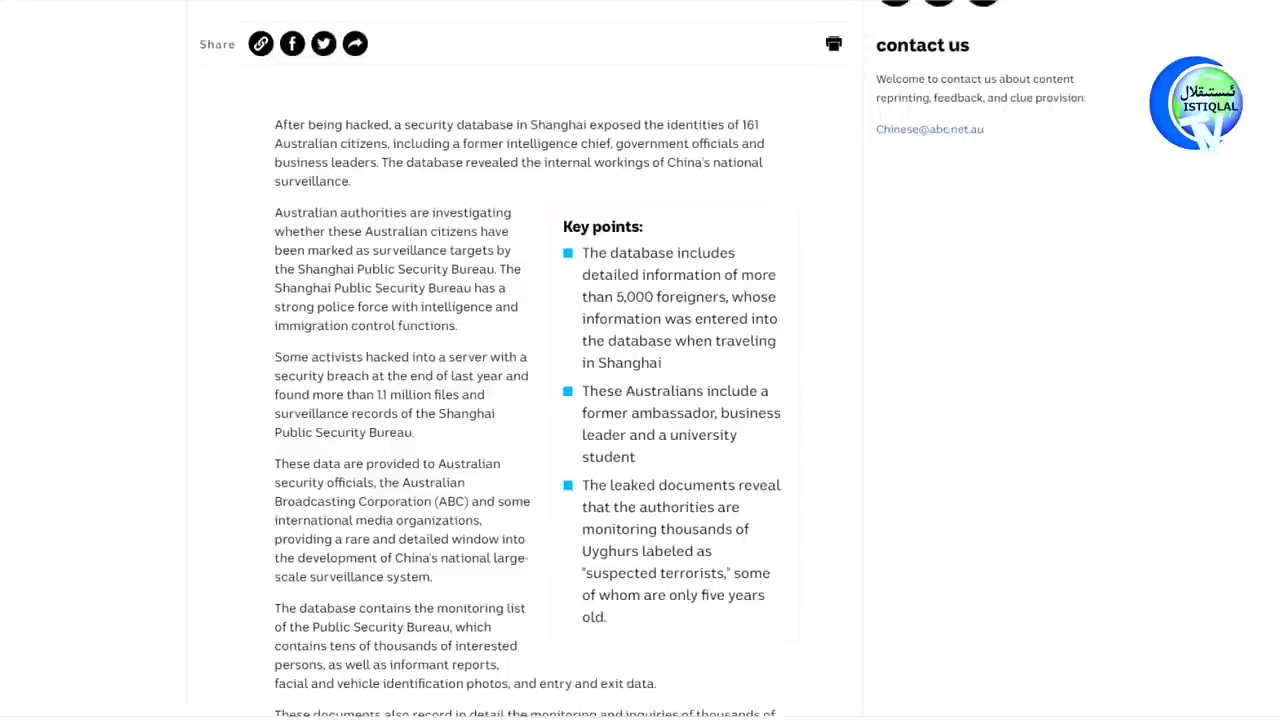 Share
contact us
Welcome to contact us about content
reprinting, feedback, and clue provision:
Chinese@abc.net.au
ئىستىقلال
ISTIQLAL
TV
After being hacked, a security database in Shanghai exposed the identities of 161
Australian citizens, including a former intelligence chief, government officials and
business leaders. The database revealed the internal workings of China's national
surveillance.
Australian authorities are investigating
whether these Australian citizens have
been marked as surveillance targets by
the Shanghai Public Security Bureau. The
Shanghai Public Security Bureau has a
strong police force with intelligence and
immigration control functions.
Some activists hacked into a server with a
security breach at the end of last year and
found more than 1.1 million files and
surveillance records of the Shanghai
Public Security Bureau.
These data are provided to Australian
security officials, the Australian
Broadcasting Corporation (ABC) and some
international media organizations,
providing a rare and detailed window into
the development of China's national large-
scale surveillance system.
The database contains the monitoring list
of the Public Security Bureau, which
contains tens of thousands of interested
persons, as well as informant reports,
facial and vehicle identification photos, and entry and exit data.
These documents also record in detail the monitoring and inquiries of thousands of
Key points:
The database includes
detailed information of more
than 5,000 foreigners, whose
information was entered into
the database when traveling
in Shanghai
These Australians include a
former ambassador, business
leader and a university
student
The leaked documents reveal
that the authorities are
monitoring thousands of
Uyghurs labeled as
"suspected terrorists," some
of whom are only five years
old.